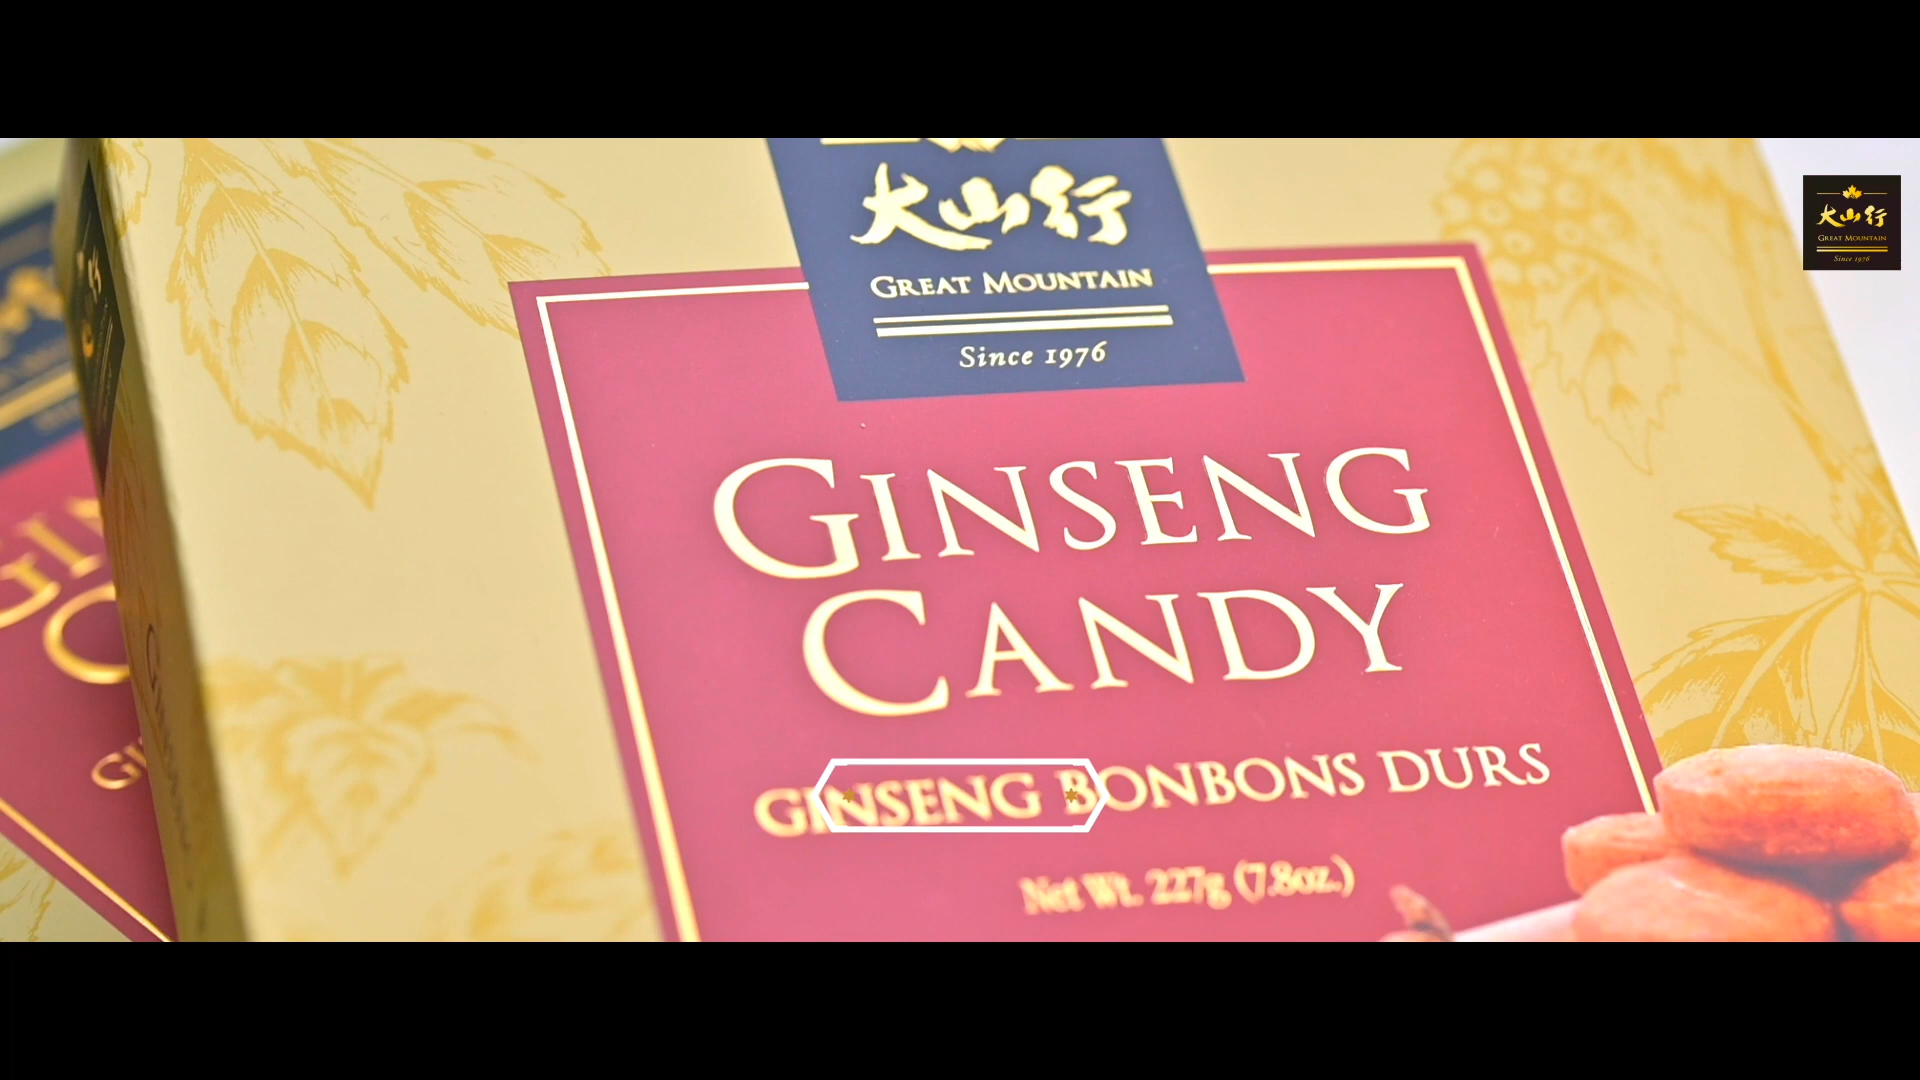 大山行
GREAT MOUNTAIN
Since 1976
GINSENG
CANDY
GINSENG BONBONS DURS
Net Wt. 227g (7.8oz.)
大山行
GREAT MOUNTAIN
Since 1976